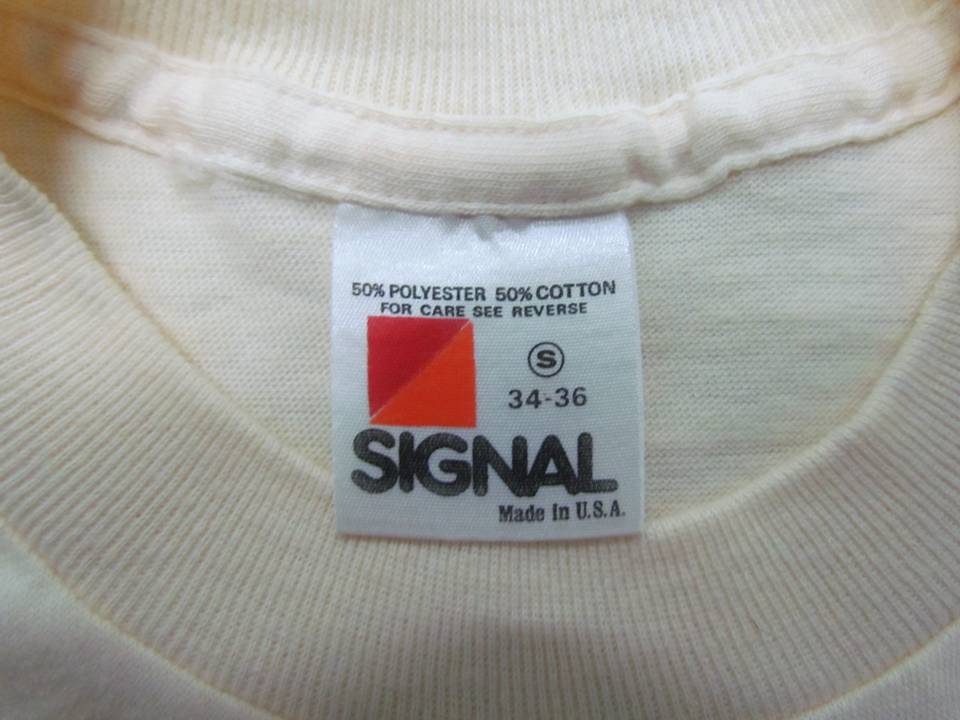 50% POLYESTER 50% COTTON
FOR CARE SEE REVERSE
S
34-36
SIGNAL
Made in U.S.A.